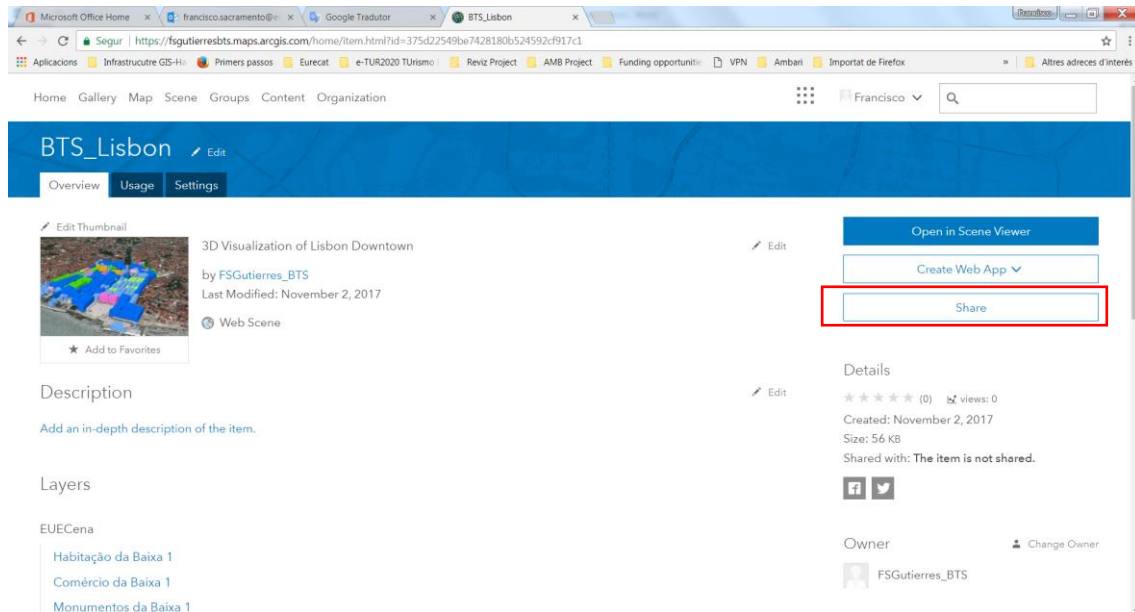 Microsoft Office Home
francisco.sacramento@e
Google Tradutor
BTS_Lisbon
Francisco
Segur | https://fsgutierresbts.maps.arcgis.com/home/item.html?id=375d22549be7428180b524592cf917c1
Aplicacions Infrastrucutre GIS-Ha Primers passos Eurecat e-TUR2020 TUrismo Reviz Project AMB Project Funding opportunitie VPN Ambari Importat de Firefox » Altres adreces d'interès
Home Gallery Map Scene Groups Content Organization Francisco
BTS_Lisbon Edit
Overview Usage Settings
Edit Thumbnail
3D Visualization of Lisbon Downtown Edit
by FSGutierres_BTS
Last Modified: November 2, 2017
Web Scene
Add to Favorites
Description Edit
Add an in-depth description of the item.
Layers
EUECena
Habitação da Baixa 1
Comércio da Baixa 1
Monumentos da Baixa 1
Open in Scene Viewer
Create Web App
Share
Details
(0) views: 0
Created: November 2, 2017
Size: 56 KB
Shared with: The item is not shared.
Owner Change Owner
FSGutierres_BTS